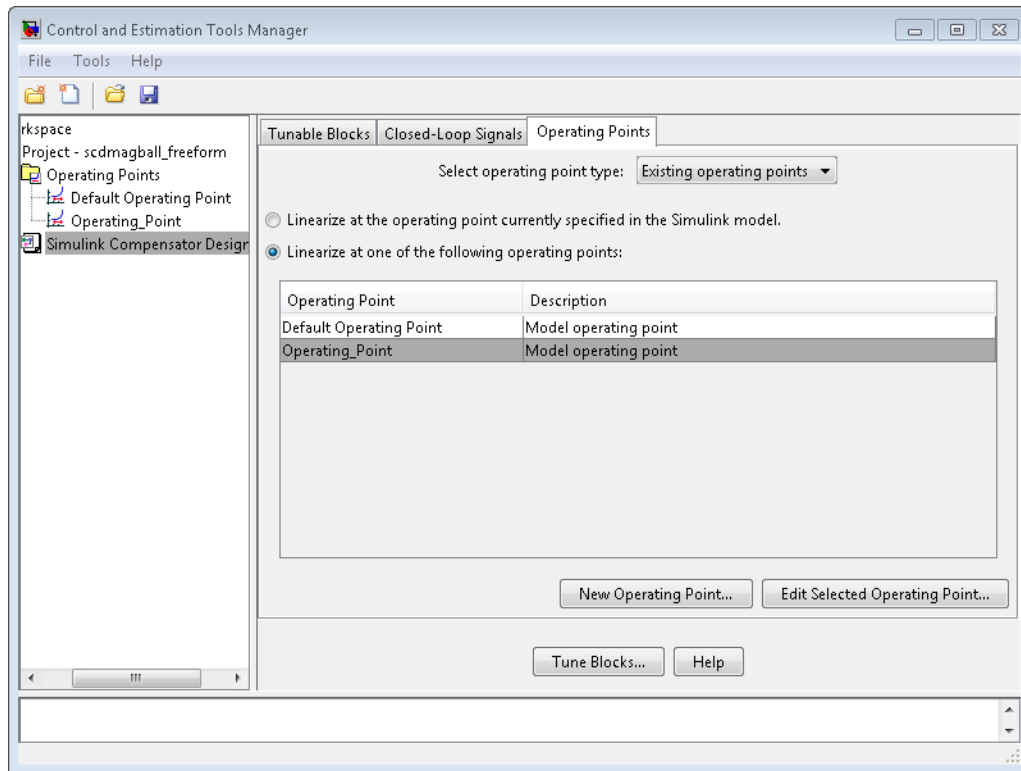 Control and Estimation Tools Manager
File Tools Help
rkspace
Project - scdmagball_freeform
Operating Points
Default Operating Point
Operating_Point
Simulink Compensator Desigr
Tunable Blocks Closed-Loop Signals Operating Points
Select operating point type: Existing operating points
Linearize at the operating point currently specified in the Simulink model.
Linearize at one of the following operating points:
Operating Point Description
Default Operating Point Model operating point
Operating_Point Model operating point
New Operating Point... Edit Selected Operating Point...
Tune Blocks... Help